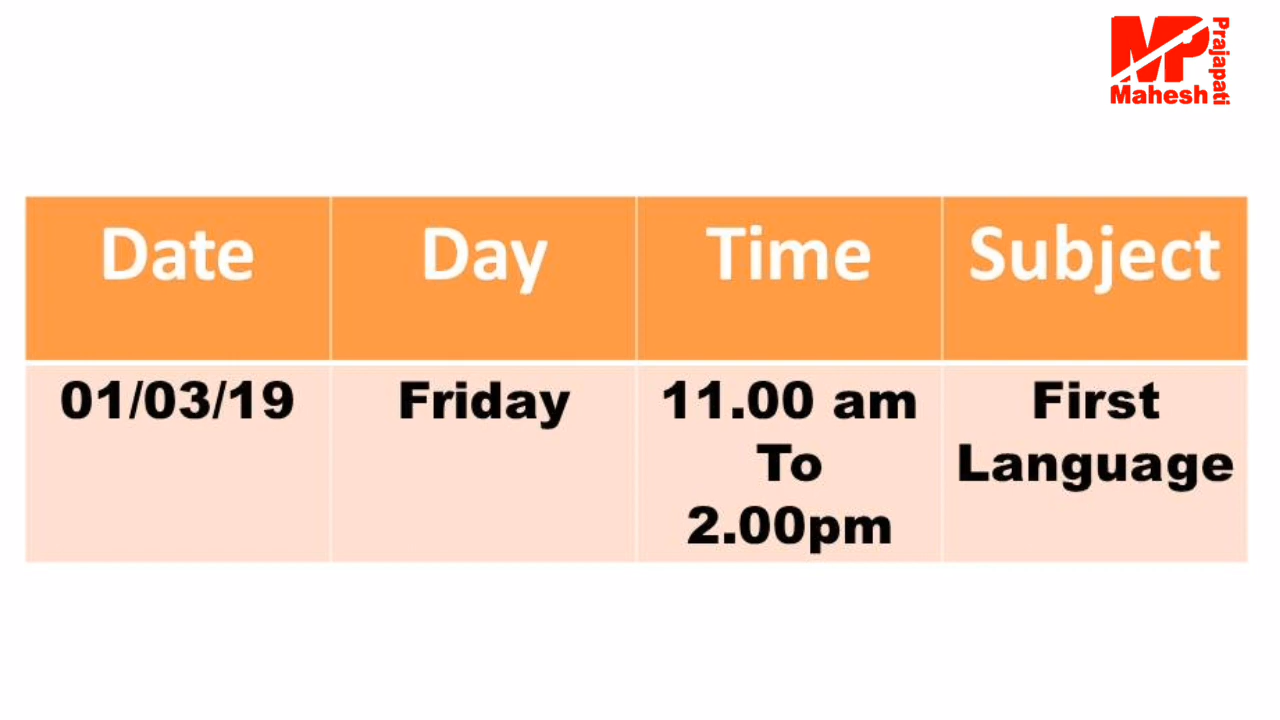 MP
Mahesh
Prajapati
Date Day Time Subject
01/03/19 Friday 11.00 am First
To Language
2.00pm